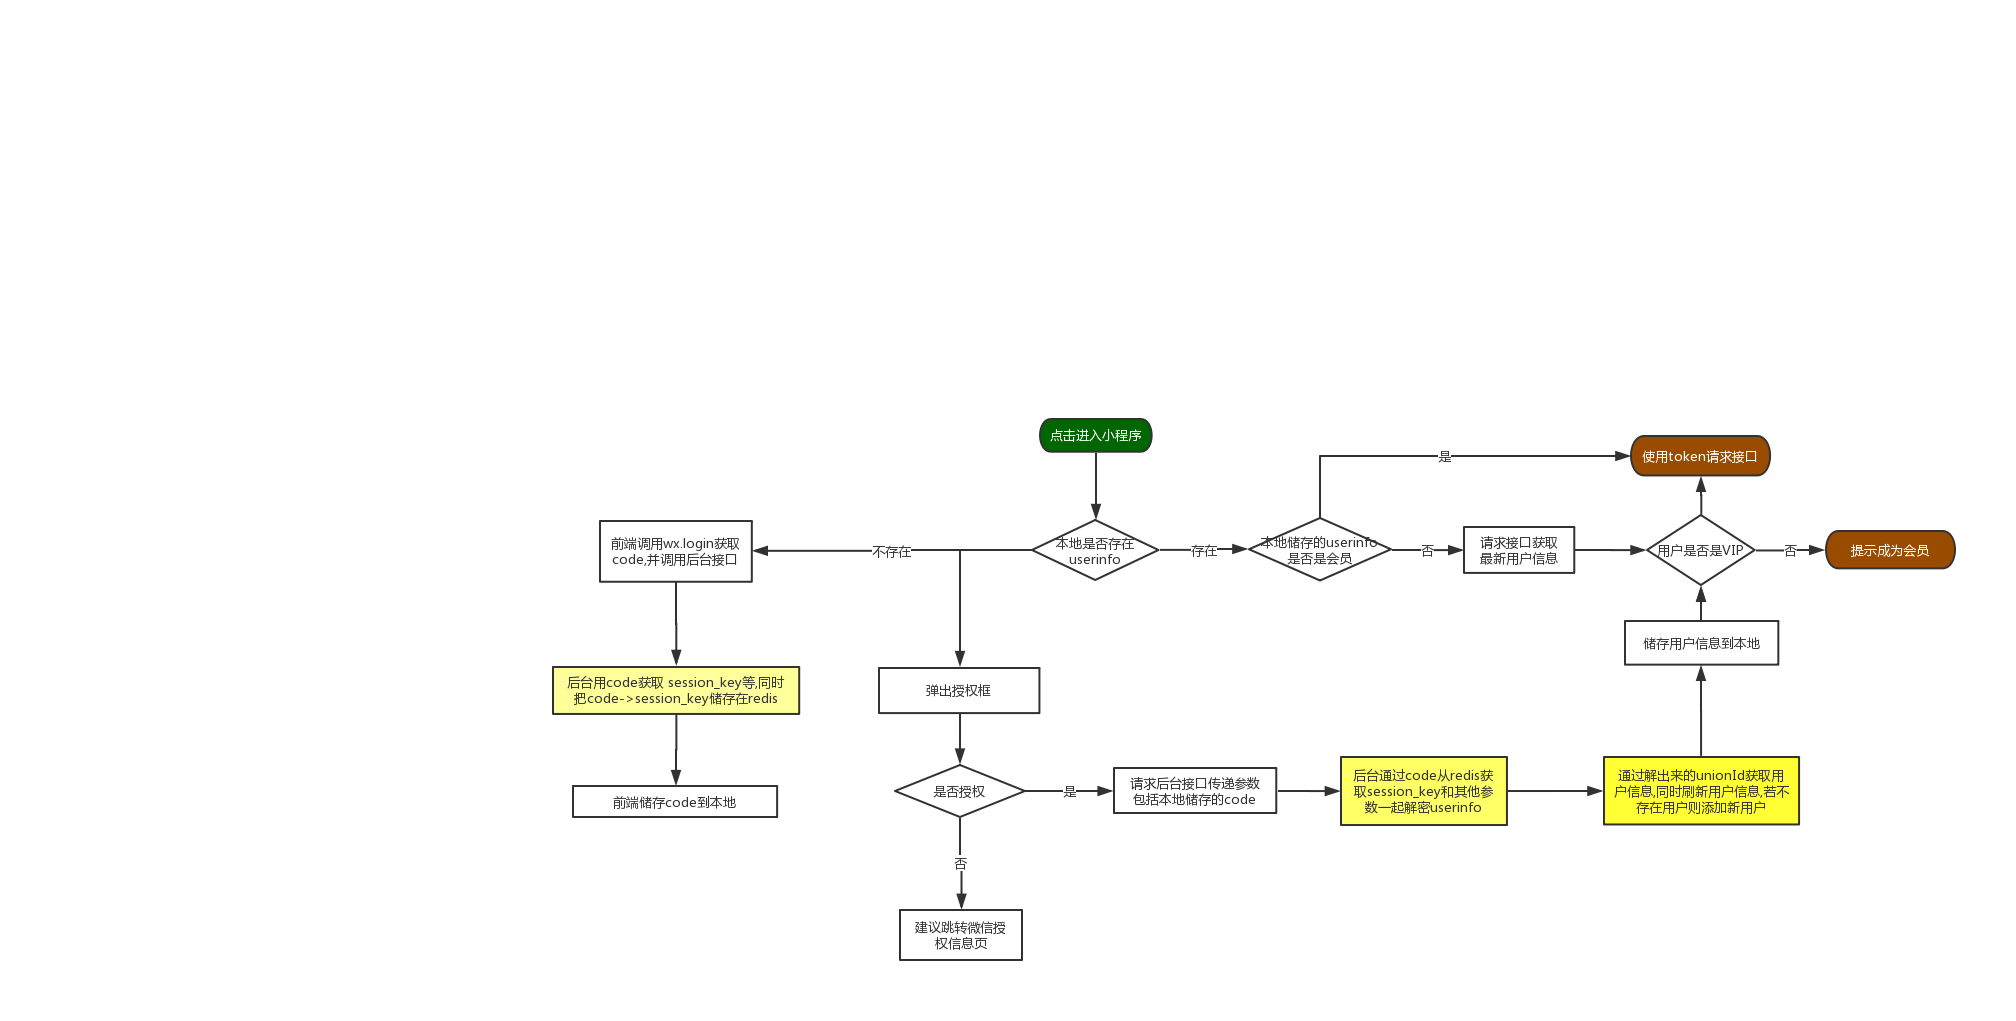 点击进入小程序
是
使用token请求接口
前端调用wx.login获取
code,并调用后台接口
不存在
本地是否存在
userinfo
存在
本地储存的userinfo
是否是会员
否
请求接口获取
最新用户信息
用户是否是VIP
否
提示成为会员
储存用户信息到本地
后台用code获取 session_key等,同时
把code->session_key储存在redis
弹出授权框
前端储存code到本地
是否授权
是
请求后台接口传递参数
包括本地储存的code
后台通过code从redis获
取session_key和其他参
数一起解密userinfo
通过解出来的unionId获取用
户信息,同时刷新用户信息,若不
存在用户则添加新用户
否
建议跳转微信授
权信息页